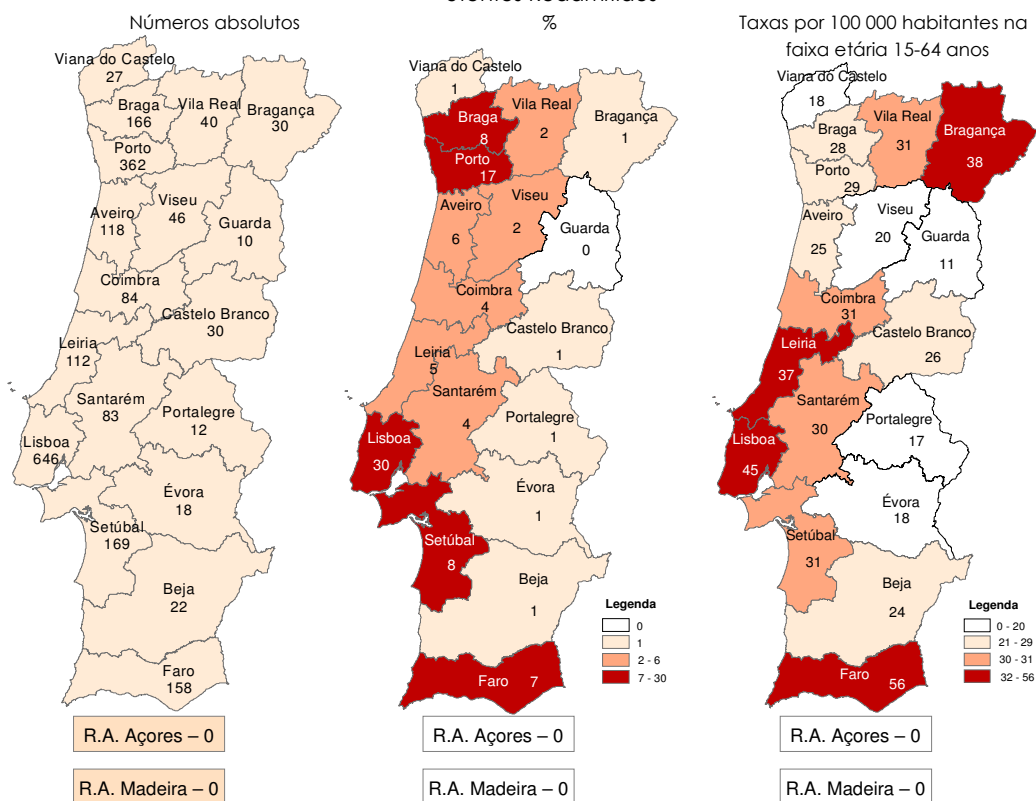 Números absolutos
%
Taxas por 100 000 habitantes na
faixa etária 15-64 anos
Viana do Castelo
27
Braga
166
Vila Real
40
Bragança
30
Porto
362
Aveiro
118
Viseu
46
Guarda
10
Coimbra
84
Castelo Branco
30
Leiria
112
Santarém
83
Portalegre
12
Lisboa
646
Évora
18
Setúbal
169
Beja
22
Faro
158
R.A. Açores – 0
R.A. Madeira – 0
Viana do Castelo
1
Braga
8
Vila Real
2
Bragança
1
Porto
17
Aveiro
6
Viseu
2
Guarda
0
Coimbra
4
Castelo Branco
1
Leiria
5
Santarém
4
Portalegre
1
Lisboa
30
Évora
1
Setúbal
8
Beja
1
Faro 7
Legenda
0
1
2 - 6
7 - 30
R.A. Açores – 0
R.A. Madeira – 0
Viana do Castelo
18
Braga
28
Vila Real
31
Bragança
38
Porto
29
Aveiro
25
Viseu
20
Guarda
11
Coimbra
31
Castelo Branco
26
Leiria
37
Santarém
30
Portalegre
17
Lisboa
45
Évora
18
Setúbal
31
Beja
24
Faro 56
Legenda
0 - 20
21 - 29
30 - 31
32 - 56
R.A. Açores – 0
R.A. Madeira – 0